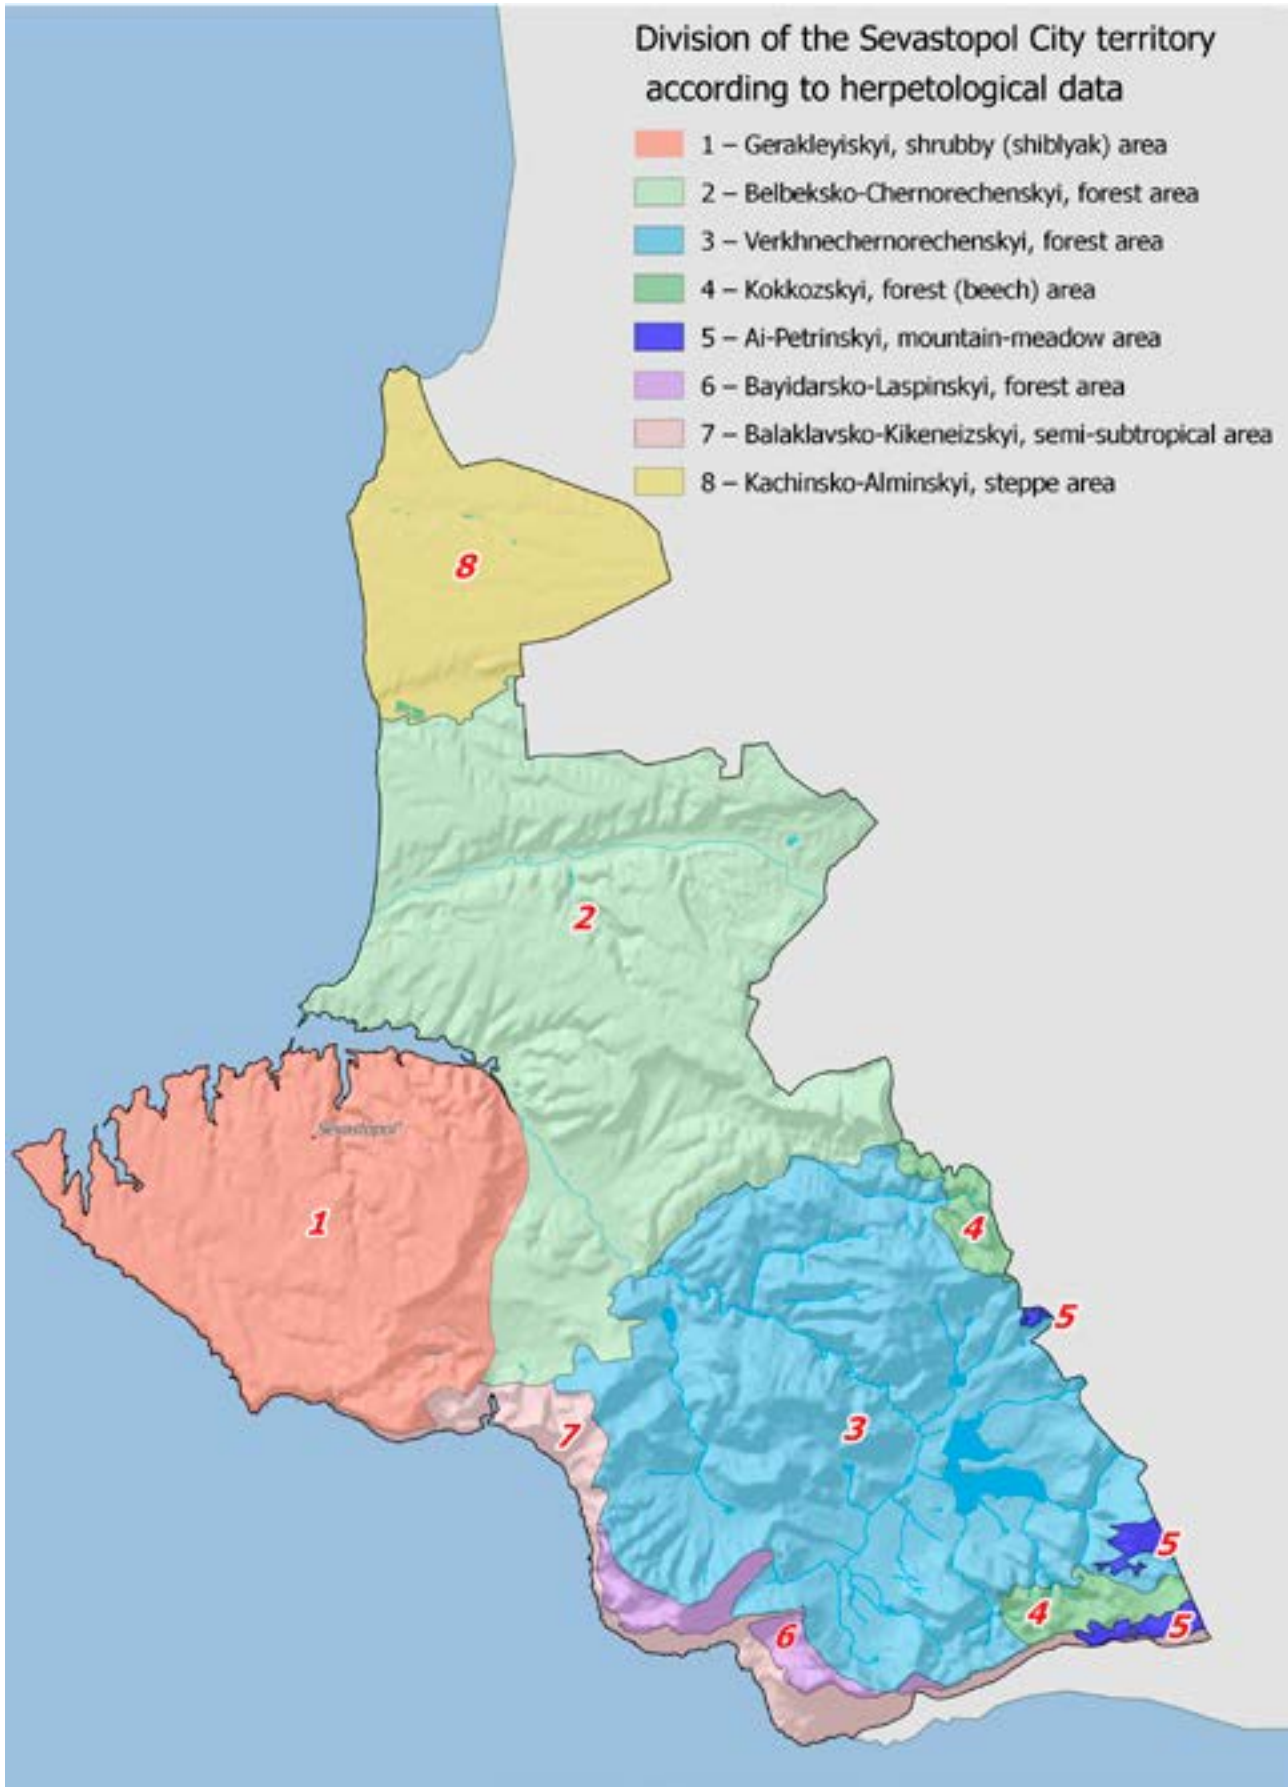 Division of the Sevastopol City territory
according to herpetological data
1 – Gerakleyiskyi, shrubby (shiblyak) area
2 – Belbeksko-Chernorechenskyi, forest area
3 – Verkhnechernorechenskyi, forest area
4 – Kokkozskyi, forest (beech) area
5 – Ai-Petrinskyi, mountain-meadow area
6 – Bayidarsko-Laspinskyi, forest area
7 – Balaklavsko-Kikeneizskyi, semi-subtropical area
8 – Kachinsko-Alminskyi, steppe area
8
2
Sevastopol'
1
4
5
7
3
5
4
6
5